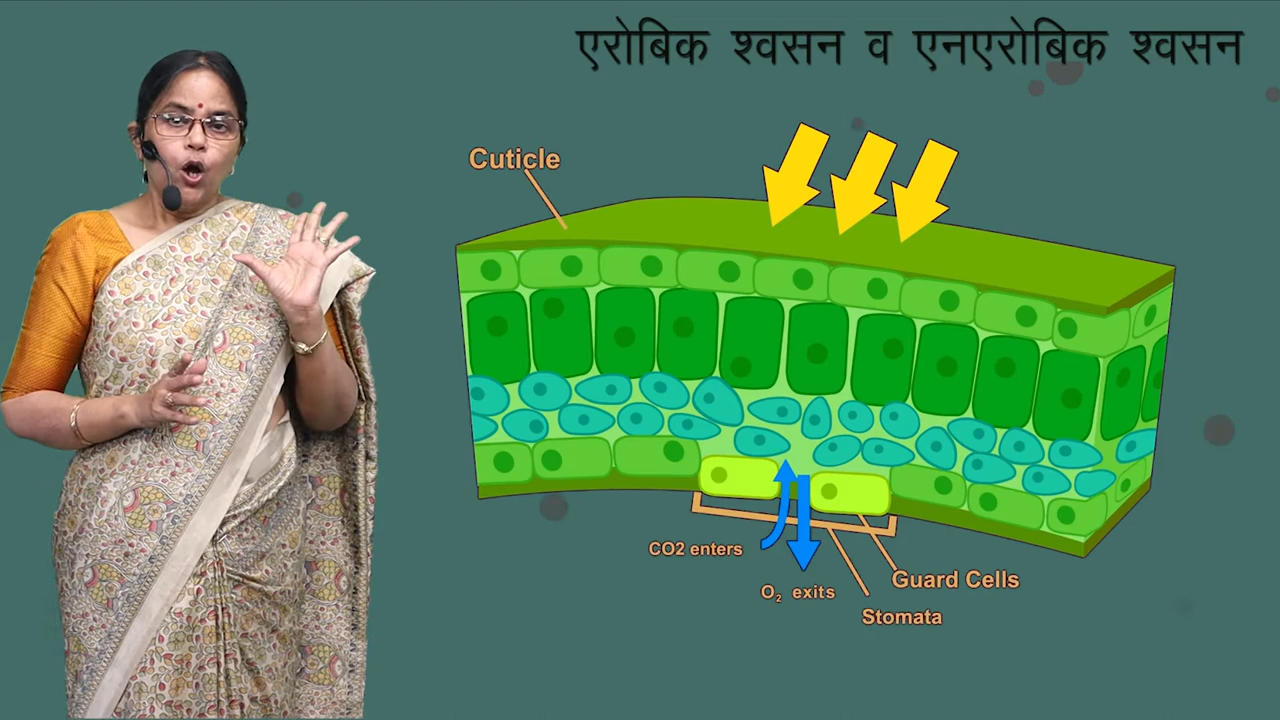 एरोबिक श्वसन व एनएरोबिक श्वसन
Cuticle
CO2 enters
O₂ exits
Guard Cells
Stomata